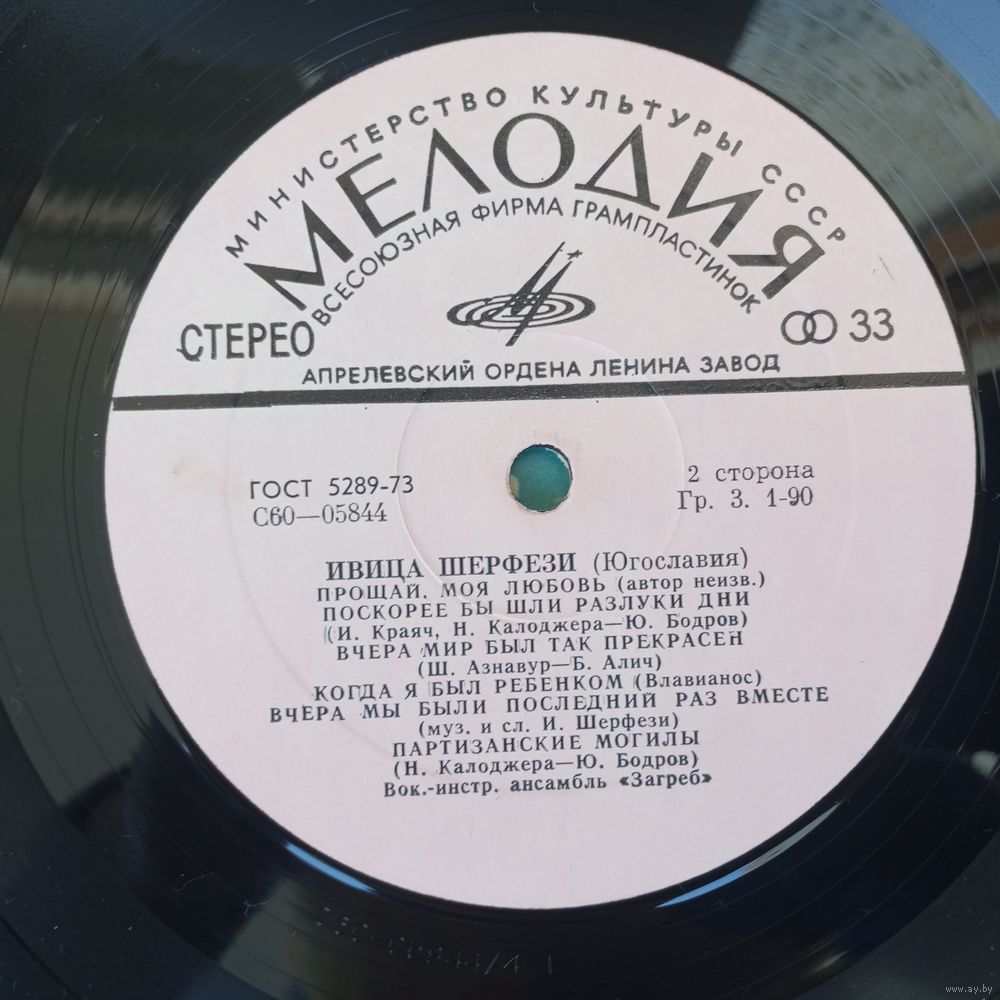 МИНИСТЕРСТВО КУЛЬТУРЫ СССР
МЕЛОДИЯ
ВСЕСОЮЗНАЯ ФИРМА ГРАМПЛАСТИНОК
СТЕРЕО
33
АПРЕЛЕВСКИЙ ОРДЕНА ЛЕНИНА ЗАВОД
ГОСТ 5289-73
С60—05844
2 сторона
Гр. 3. 1-90
ИВИЦА ШЕРФЕЗИ (Югославия)
ПРОЩАЙ, МОЯ ЛЮБОВЬ (автор неизв.)
ПОСКОРЕЕ БЫ ШЛИ РАЗЛУКИ ДНИ
(И. Краяч, Н. Калоджера—Ю. Бодров)
ВЧЕРА МИР БЫЛ ТАК ПРЕКРАСЕН
(Ш. Азнавур—Б. Алич)
КОГДА Я БЫЛ РЕБЕНКОМ (Влавианос)
ВЧЕРА МЫ БЫЛИ ПОСЛЕДНИЙ РАЗ ВМЕСТЕ
(муз. и сл. И. Шерфези)
ПАРТИЗАНСКИЕ МОГИЛЫ
(Н. Калоджера—Ю. Бодров)
Вок.-инстр. ансамбль «Загреб»
www.ay.by